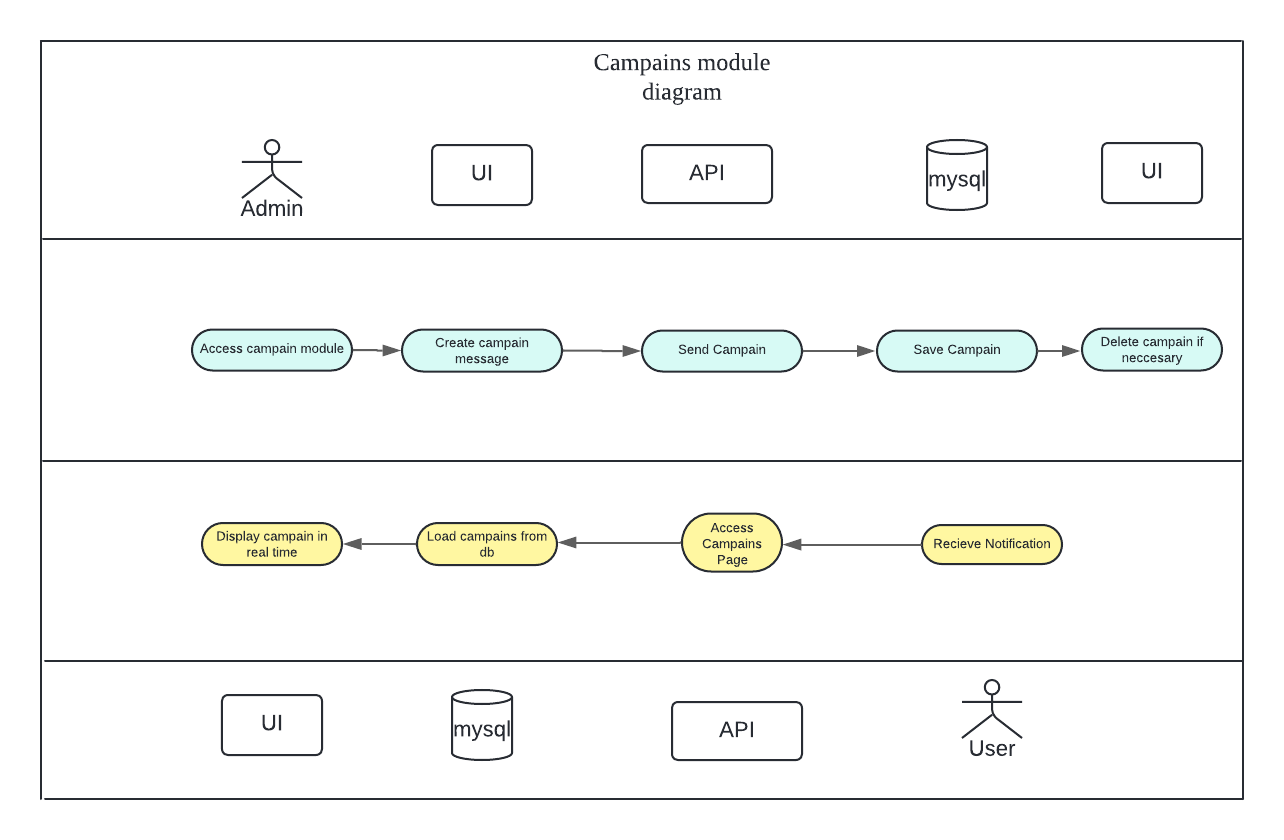 Campains module
diagram
Admin
UI
API
mysql
UI
Access campain module
Create campain
message
Send Campain
Save Campain
Delete campain if
neccesary
Display campain in
real time
Load campains from
db
Access
Campains
Page
Recieve Notification
UI
mysql
API
User